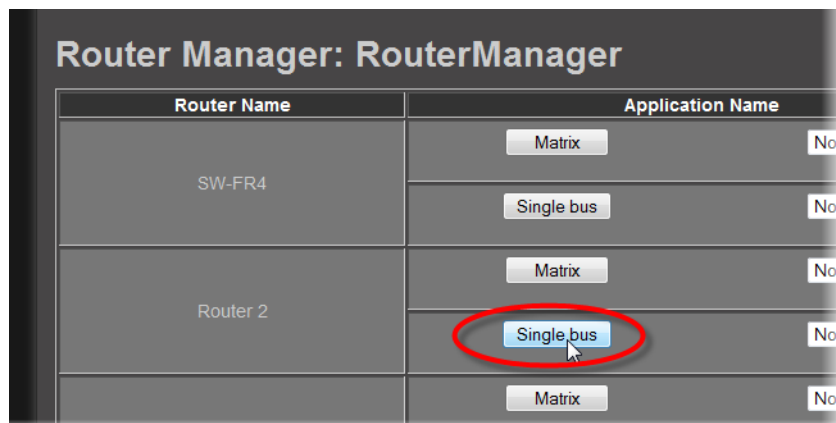 Router Manager: RouterManager
Router Name Application Name
SW-FR4
Matrix No
Single bus No
Router 2
Matrix No
Single bus No
Matrix No